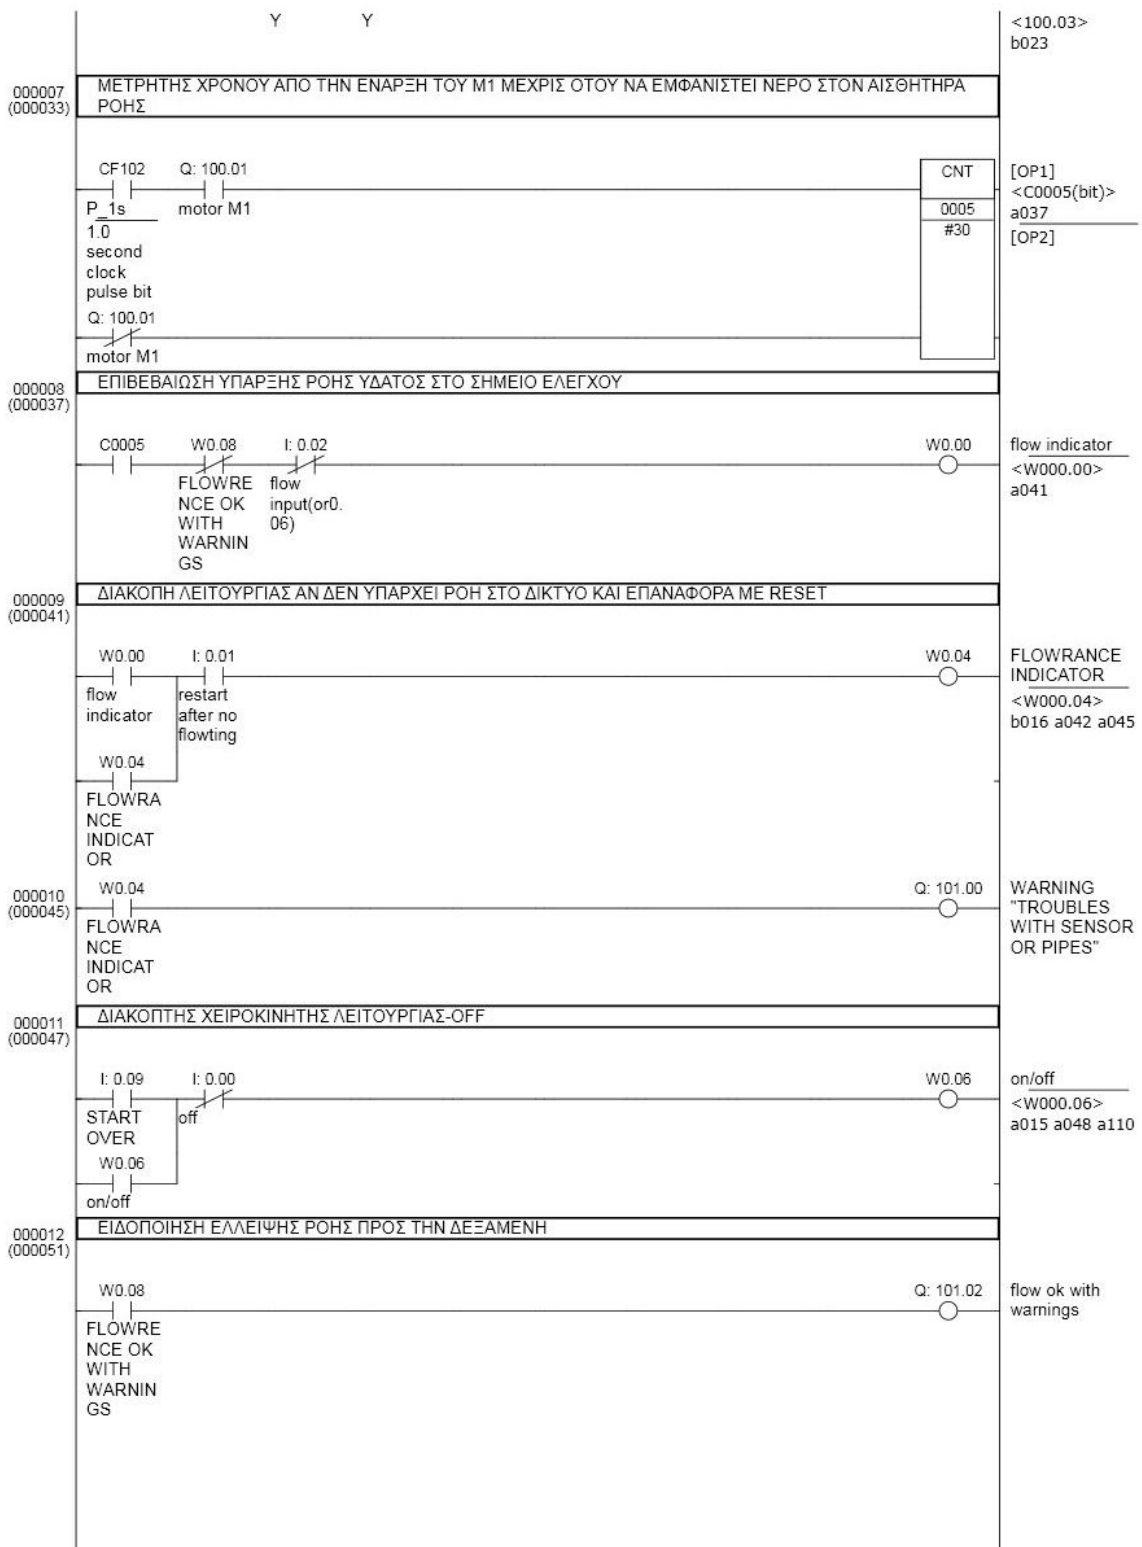 Y Y
<100.03>
b023
000007
(000033)
ΜΕΤΡΗΤΗΣ ΧΡΟΝΟΥ ΑΠΟ ΤΗΝ ΕΝΑΡΞΗ ΤΟΥ Μ1 ΜΕΧΡΙΣ ΟΤΟΥ ΝΑ ΕΜΦΑΝΙΣΤΕΙ ΝΕΡΟ ΣΤΟΝ ΑΙΣΘΗΤΗΡΑ
ΡΟΗΣ
CF102 Q: 100.01 CNT [OP1]
<C0005(bit)>
P_1s motor M1 0005 a037
1.0 #30 [OP2]
second
clock
pulse bit
Q: 100.01
motor M1
000008
(000037)
ΕΠΙΒΕΒΑΙΩΣΗ ΥΠΑΡΞΗΣ ΡΟΗΣ ΥΔΑΤΟΣ ΣΤΟ ΣΗΜΕΙΟ ΕΛΕΓΧΟΥ
C0005 W0.08 I: 0.02 W0.00 flow indicator
<W000.00>
a041
FLOWRE flow
NCE OK input(or0.
WITH 06)
WARNIN
GS
000009
(000041)
ΔΙΑΚΟΠΗ ΛΕΙΤΟΥΡΓΙΑΣ ΑΝ ΔΕΝ ΥΠΑΡΧΕΙ ΡΟΗ ΣΤΟ ΔΙΚΤΥΟ ΚΑΙ ΕΠΑΝΑΦΟΡΑ ΜΕ RESET
W0.00 I: 0.01 W0.04 FLOWRANCE
INDICATOR
<W000.04>
b016 a042 a045
flow restart
indicator after no
flowting
W0.04
FLOWRA
NCE
INDICAT
OR
000010
(000045)
W0.04 Q: 101.00 WARNING
"TROUBLES
WITH SENSOR
OR PIPES"
FLOWRA
NCE
INDICAT
OR
000011
(000047)
ΔΙΑΚΟΠΤΗΣ ΧΕΙΡΟΚΙΝΗΤΗΣ ΛΕΙΤΟΥΡΓΙΑΣ-OFF
I: 0.09 I: 0.00 W0.06 on/off
<W000.06>
a015 a048 a110
START off
OVER
W0.06
on/off
000012
(000051)
ΕΙΔΟΠΟΙΗΣΗ ΕΛΛΕΙΨΗΣ ΡΟΗΣ ΠΡΟΣ ΤΗΝ ΔΕΞΑΜΕΝΗ
W0.08 Q: 101.02 flow ok with
warnings
FLOWRE
NCE OK
WITH
WARNIN
GS